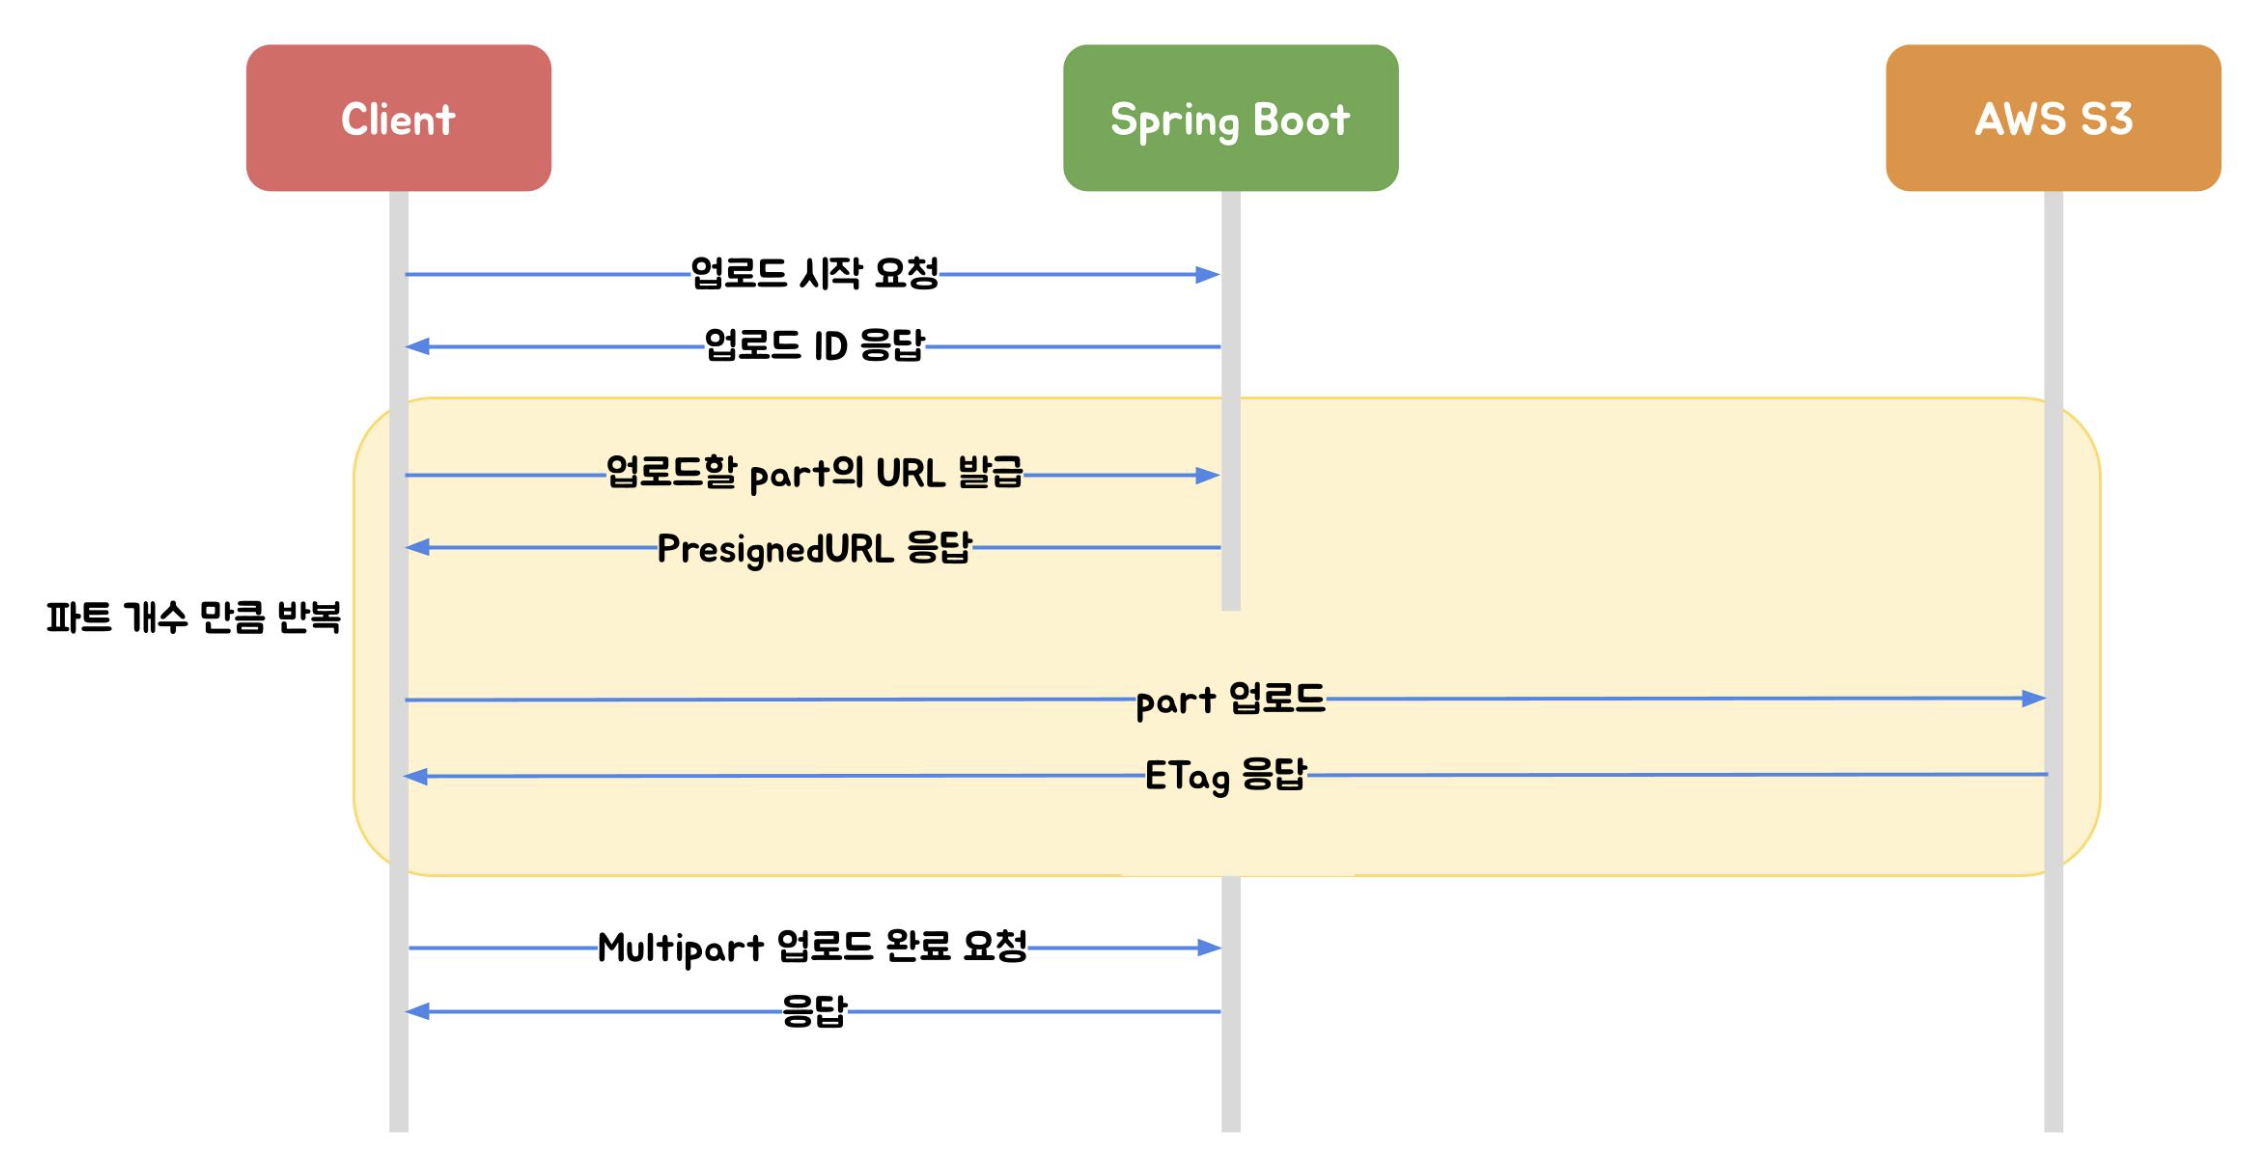 Client
Spring Boot
AWS S3
업로드 시작 요청
업로드 ID 응답
업로드할 part의 URL 발급
PresignedURL 응답
파트 개수 만큼 반복
part 업로드
ETag 응답
Multipart 업로드 완료 요청
응답